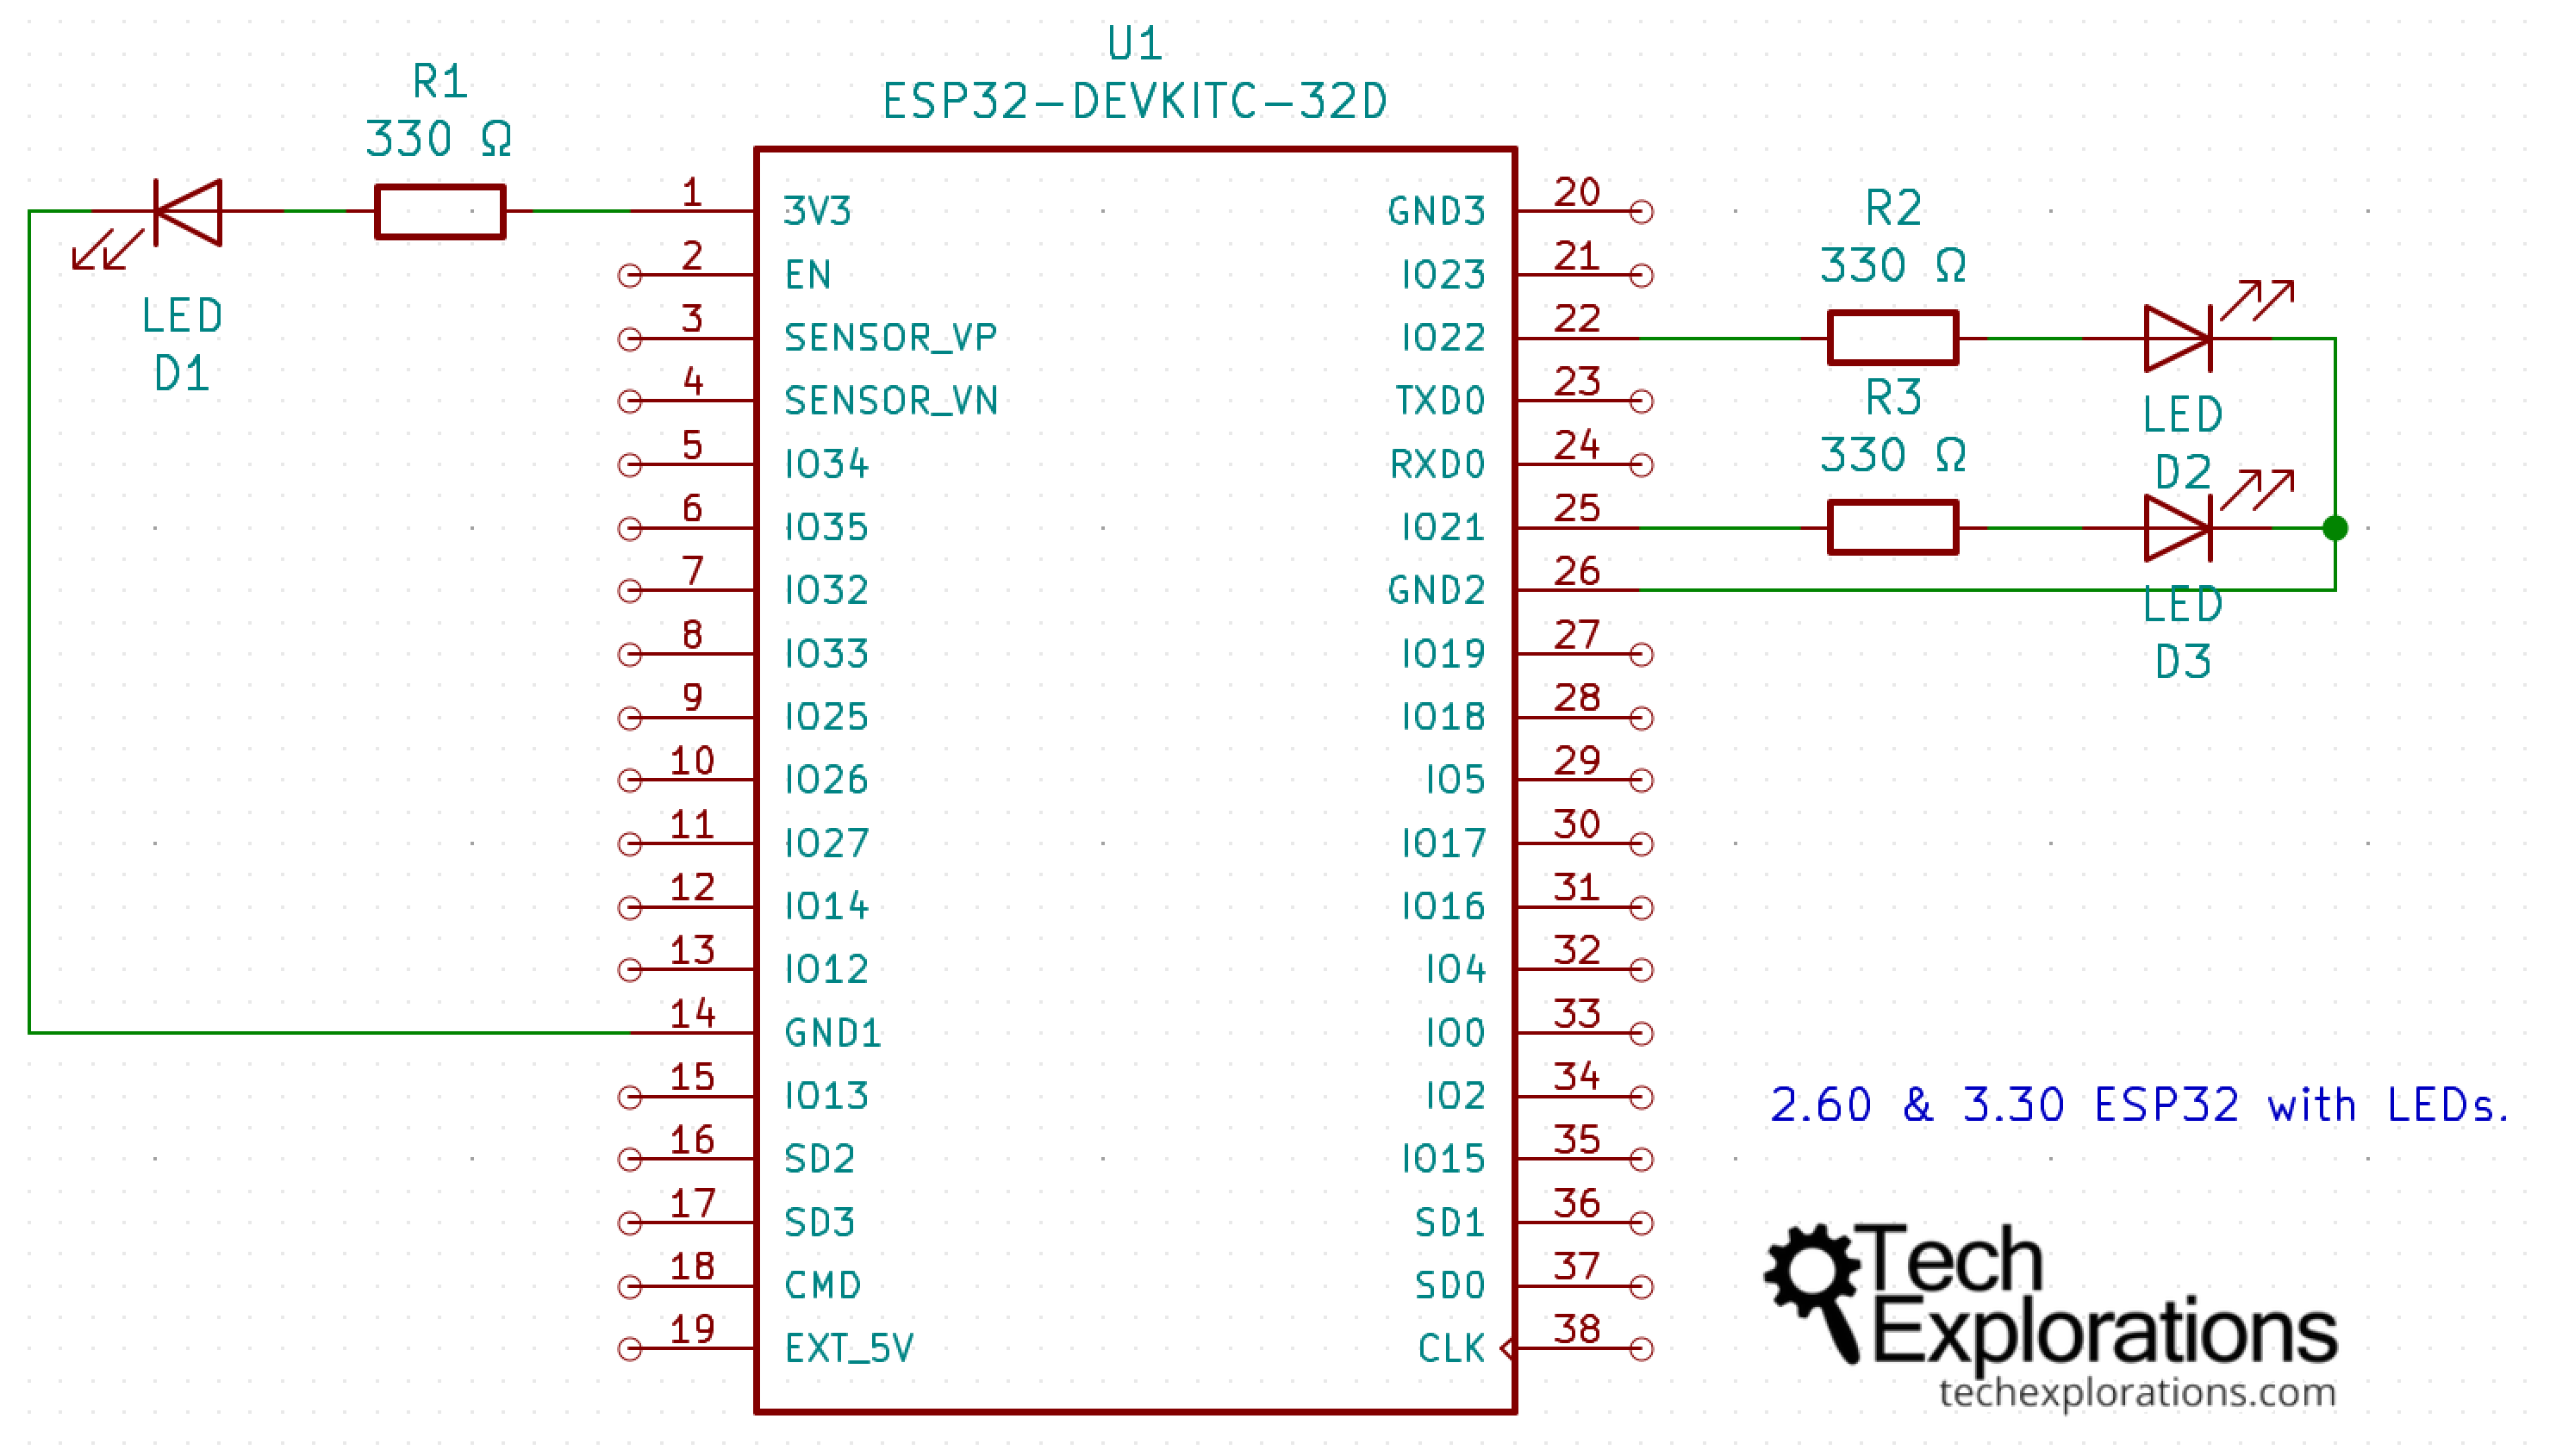 U1
ESP32-DEVKITC-32D
R1
330 Ω
LED
D1
1 3V3
2 EN
3 SENSOR_VP
4 SENSOR_VN
5 IO34
6 IO35
7 IO32
8 IO33
9 IO25
10 IO26
11 IO27
12 IO14
13 IO12
14 GND1
15 IO13
16 SD2
17 SD3
18 CMD
19 EXT_5V
GND3 20
IO23 21
IO22 22
TXD0 23
RXD0 24
IO21 25
GND2 26
IO19 27
IO18 28
IO5 29
IO17 30
IO16 31
IO4 32
IO0 33
IO2 34
IO15 35
SD1 36
SD0 37
CLK 38
R2
330 Ω
LED
D2
R3
330 Ω
LED
D3
2.60 & 3.30 ESP32 with LEDs.
Tech
Explorations
techexplorations.com